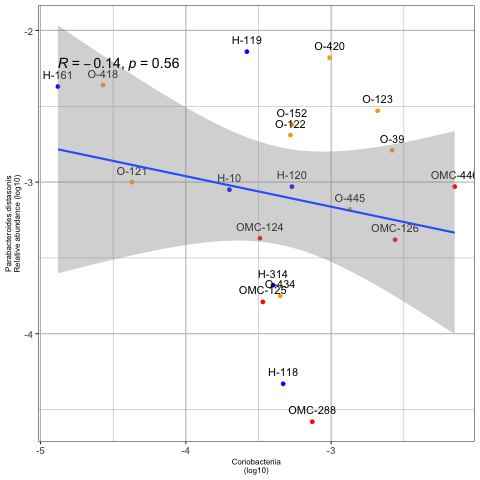 -2
H-119
O-420
R = −0.14, p = 0.56
H-161
O-418
O-123
O-152
O-122
O-39
-3
O-121
H-10
H-120
OMC-446
O-445
OMC-124
OMC-126
H-314
O-434
OMC-125
-4
H-118
OMC-288
-5
-4
-3
Coriobacteriia
(log10)
Parabacteroides.distasonis
Relative abundance (log10)